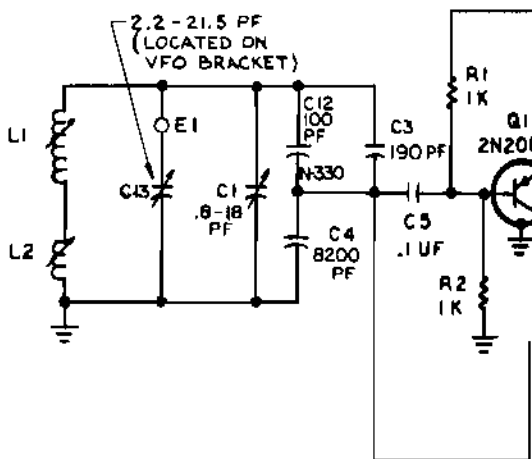 2.2-21.5 PF
(LOCATED ON
VFO BRACKET)
L1
L2
E1
C13
C1
.8-18
PF
C12
100
PF
N-330
C4
8200
PF
C3
190 PF
C5
.1 UF
R1
1K
R2
1K
Q1